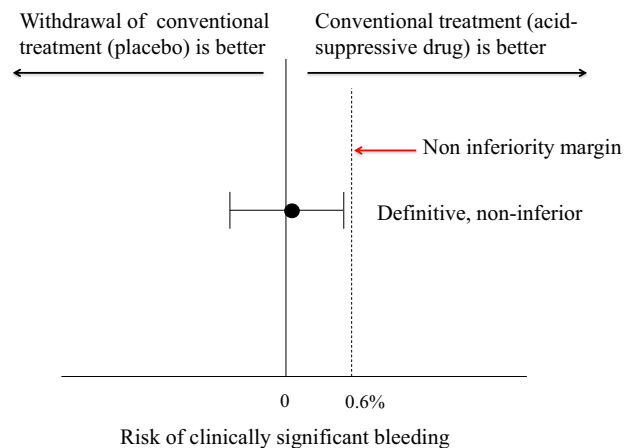 Withdrawal of conventional
treatment (placebo) is better
Conventional treatment (acid-
suppressive drug) is better
Non inferiority margin
Definitive, non-inferior
0
0.6%
Risk of clinically significant bleeding